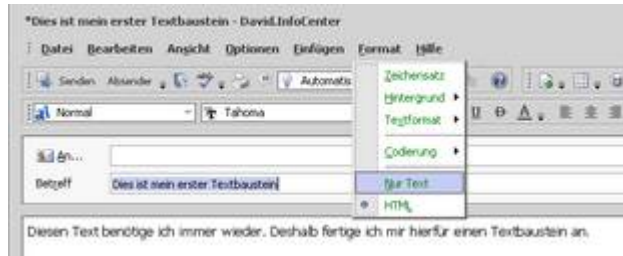 *Dies ist mein erster Textbaustein - David.InfoCenter
Datei Bearbeiten Ansicht Optionen Einfügen Format Hilfe
Senden Absender Automatis
Zeichensatz
Hintergrund
Textformat
Codierung
Nur Text
HTML
Normal Tahoma U A
An...
Betreff Dies ist mein erster Textbaustein
Diesen Text benötige ich immer wieder. Deshalb fertige ich mir hierfür einen Textbaustein an.